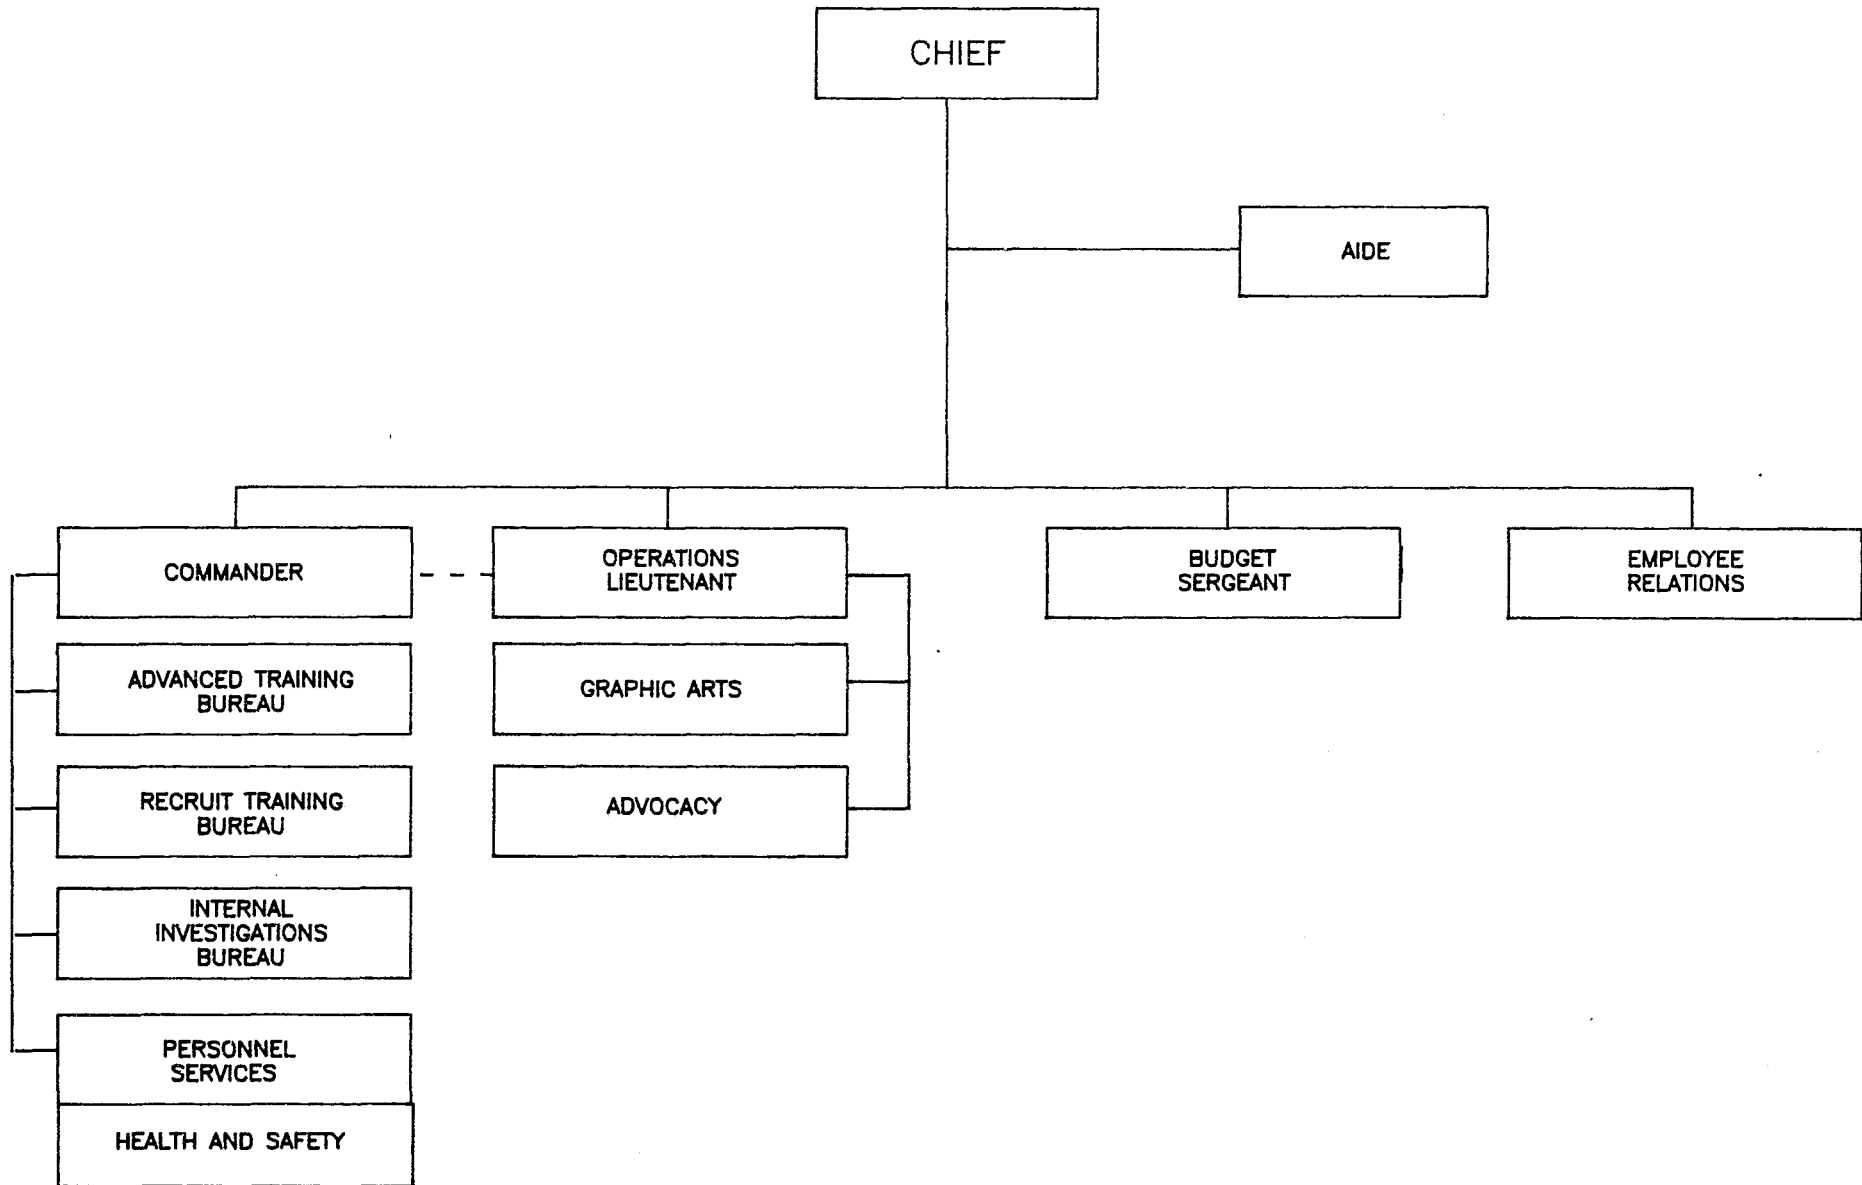 CHIEF
AIDE
COMMANDER
OPERATIONS
LIEUTENANT
BUDGET
SERGEANT
EMPLOYEE
RELATIONS
ADVANCED TRAINING
BUREAU
GRAPHIC ARTS
RECRUIT TRAINING
BUREAU
ADVOCACY
INTERNAL
INVESTIGATIONS
BUREAU
PERSONNEL
SERVICES
HEALTH AND SAFETY